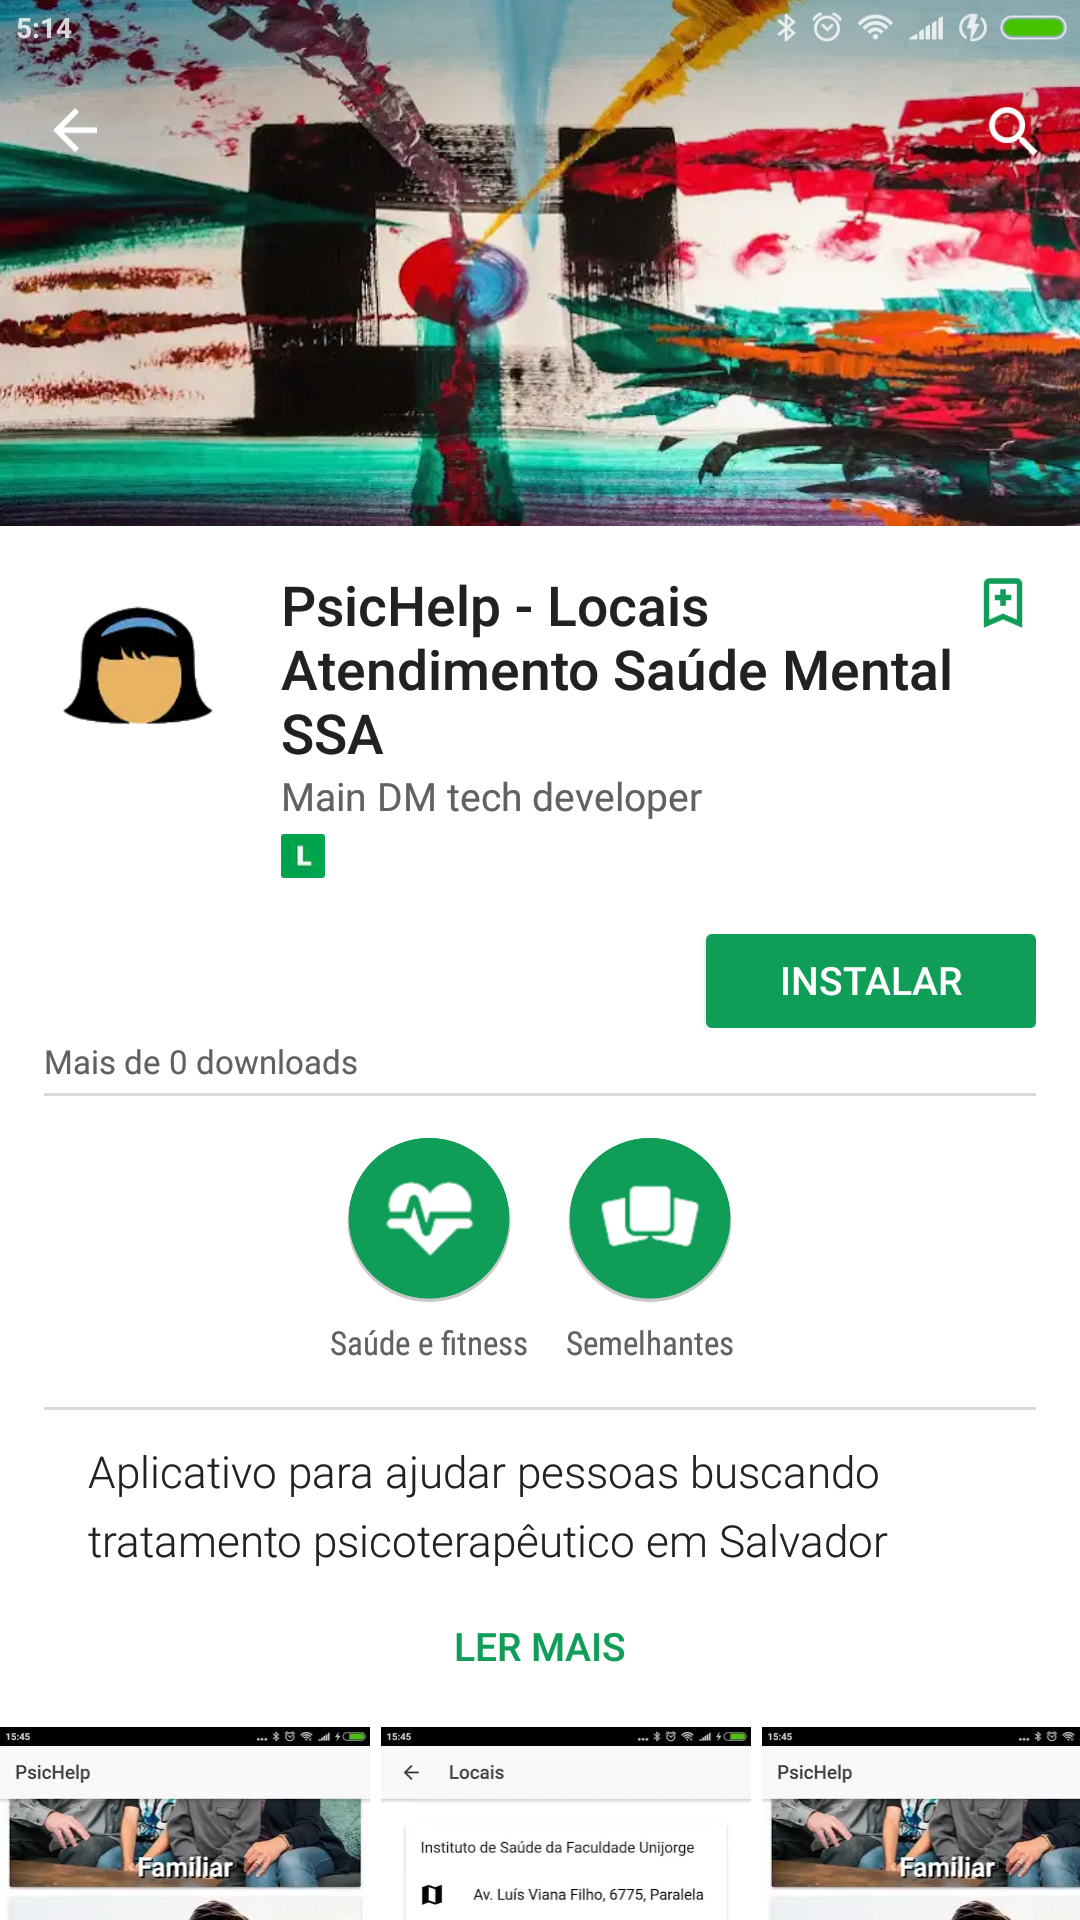 5:14
PsicHelp - Locais
Atendimento Saúde Mental
SSA
Main DM tech developer
L
INSTALAR
Mais de 0 downloads
Saúde e fitness
Semelhantes
Aplicativo para ajudar pessoas buscando
tratamento psicoterapêutico em Salvador
LER MAIS
15:45
PsicHelp
Familiar
15:45
Locais
Instituto de Saúde da Faculdade Unijorge
Av. Luís Viana Filho, 6775, Paralela
15:45
PsicHelp
Familiar